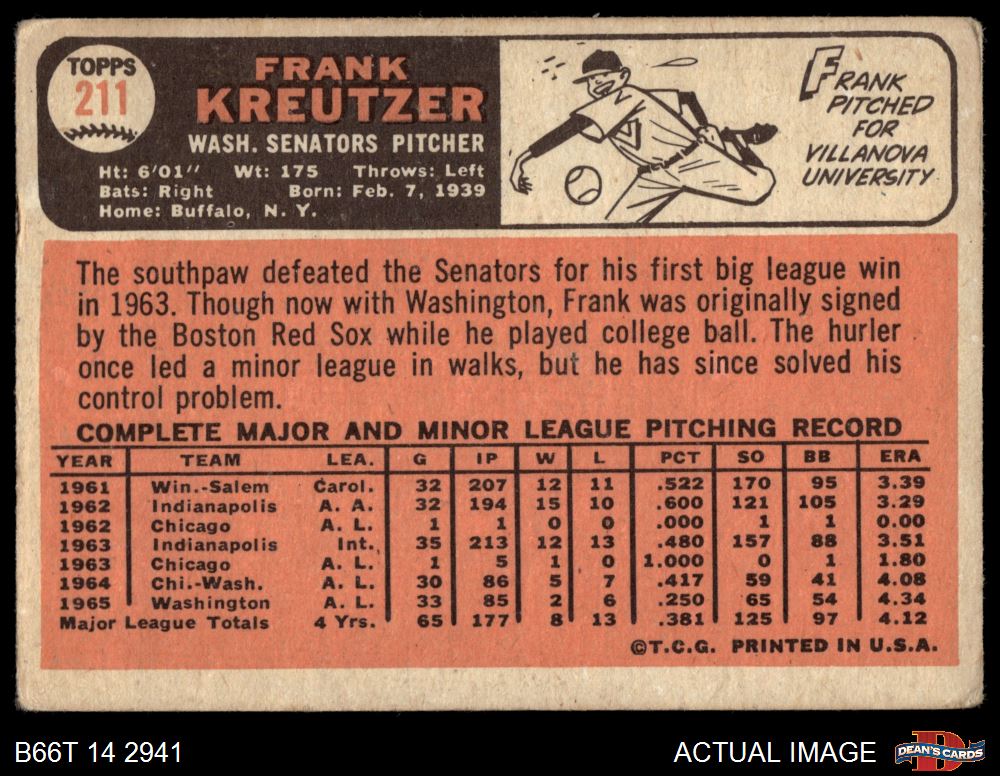 TOPPS
211
FRANK
KREUTZER
WASH. SENATORS PITCHER
Ht: 6'01" Wt: 175 Throws: Left
Bats: Right Born: Feb. 7, 1939
Home: Buffalo, N. Y.
FRANK
PITCHED
FOR
VILLANOVA
UNIVERSITY
The southpaw defeated the Senators for his first big league win
in 1963. Though now with Washington, Frank was originally signed
by the Boston Red Sox while he played college ball. The hurler
once led a minor league in walks, but he has since solved his
control problem.
COMPLETE MAJOR AND MINOR LEAGUE PITCHING RECORD
YEAR TEAM LEA. G IP W L PCT SO BB ERA
1961 Win.-Salem Carol. 32 207 12 11 .522 170 95 3.39
1962 Indianapolis A. A. 32 194 15 10 .600 121 105 3.29
1962 Chicago A. L. 1 1 0 0 .000 1 1 0.00
1963 Indianapolis Int. 35 213 12 13 .480 157 88 3.51
1963 Chicago A. L. 1 5 1 0 1.000 0 1 1.80
1964 Chi.-Wash. A. L. 30 86 5 7 .417 59 41 4.08
1965 Washington A. L. 33 85 2 6 .250 65 54 4.34
Major League Totals 4 Yrs. 65 177 8 13 .381 125 97 4.12
©T.C.G. PRINTED IN U.S.A.
B66T 14 2941
ACTUAL IMAGE
DEAN'S CARDS